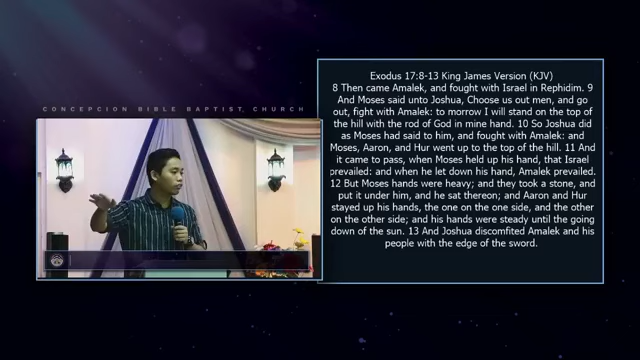 CONCEPCION BIBLE BAPTIST CHURCH
Exodus 17:8-13 King James Version (KJV)
8 Then came Amalek, and fought with Israel in Rephidim. 9
And Moses said unto Joshua, Choose us out men, and go
out, fight with Amalek: to morrow I will stand on the top of
the hill with the rod of God in mine hand. 10 So Joshua did
as Moses had said to him, and fought with Amalek: and
Moses, Aaron, and Hur went up to the top of the hill. 11 And
it came to pass, when Moses held up his hand, that Israel
prevailed: and when he let down his hand, Amalek prevailed.
12 But Moses hands were heavy; and they took a stone, and
put it under him, and he sat thereon; and Aaron and Hur
stayed up his hands, the one on the one side, and the other
on the other side; and his hands were steady until the going
down of the sun. 13 And Joshua discomfited Amalek and his
people with the edge of the sword.